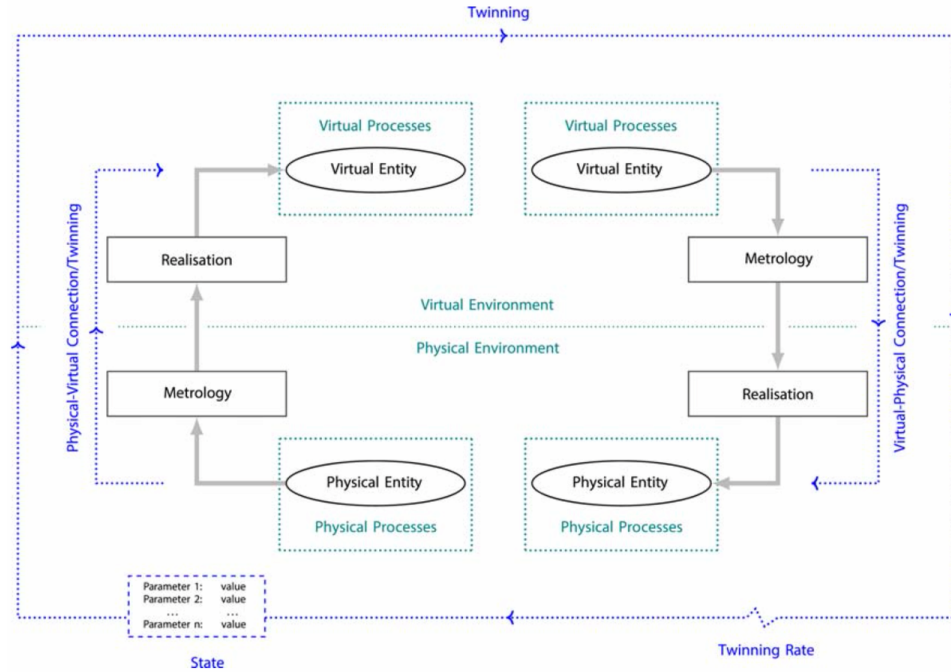 Twinning
Virtual Processes
Virtual Entity
Virtual Processes
Virtual Entity
Physical-Virtual Connection/Twinning
Realisation
Metrology
Virtual-Physical Connection/Twinning
Virtual Environment
Physical Environment
Metrology
Realisation
Physical Entity
Physical Processes
Physical Entity
Physical Processes
Parameter 1: value
Parameter 2: value
... ...
Parameter n: value
State
Twinning Rate